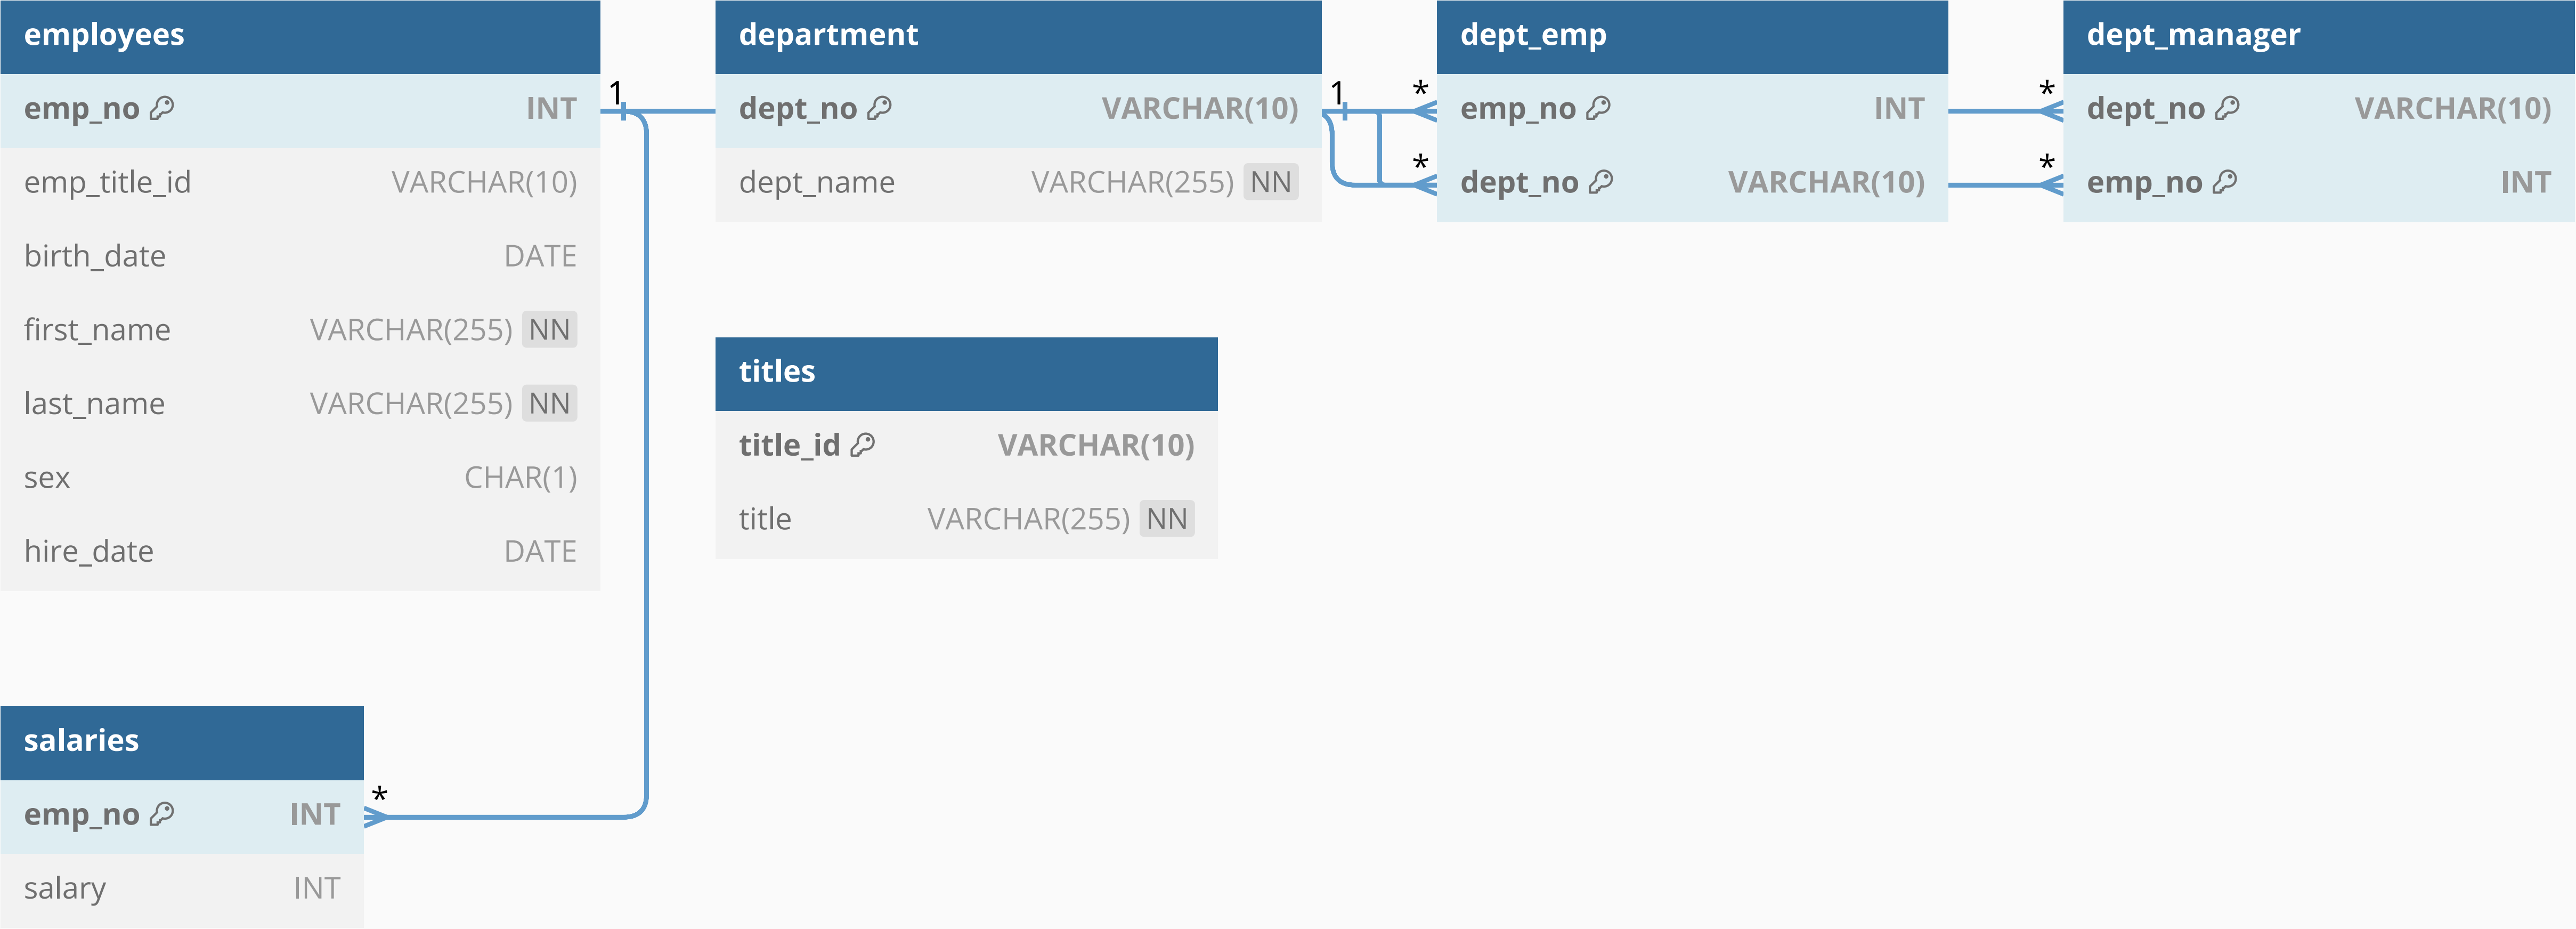 employees
emp_no INT
emp_title_id VARCHAR(10)
birth_date DATE
first_name VARCHAR(255) NN
last_name VARCHAR(255) NN
sex CHAR(1)
hire_date DATE
1
department
dept_no VARCHAR(10)
dept_name VARCHAR(255) NN
1
*
*
dept_emp
emp_no INT
dept_no VARCHAR(10)
*
*
dept_manager
dept_no VARCHAR(10)
emp_no INT
titles
title_id VARCHAR(10)
title VARCHAR(255) NN
salaries
emp_no INT
salary INT
*